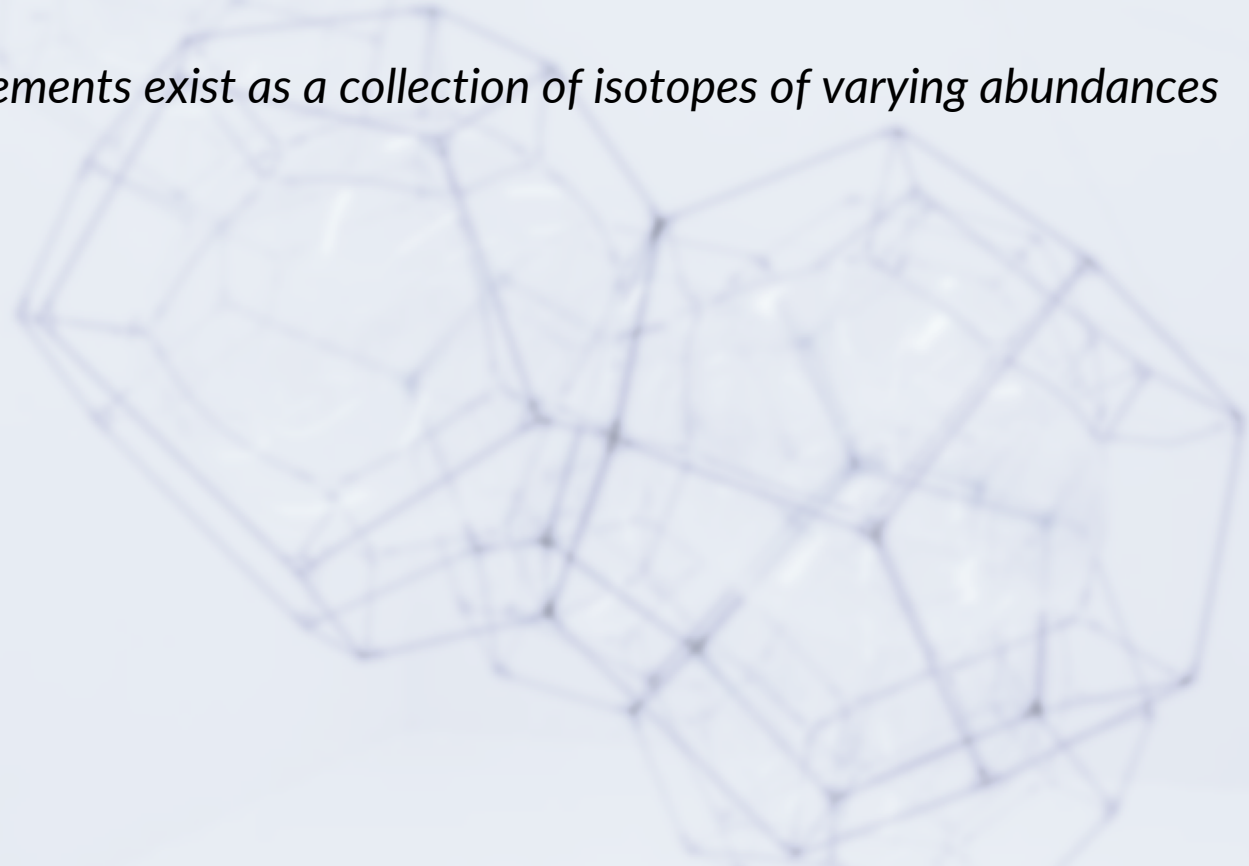 ements exist as a collection of isotopes of varying abundances